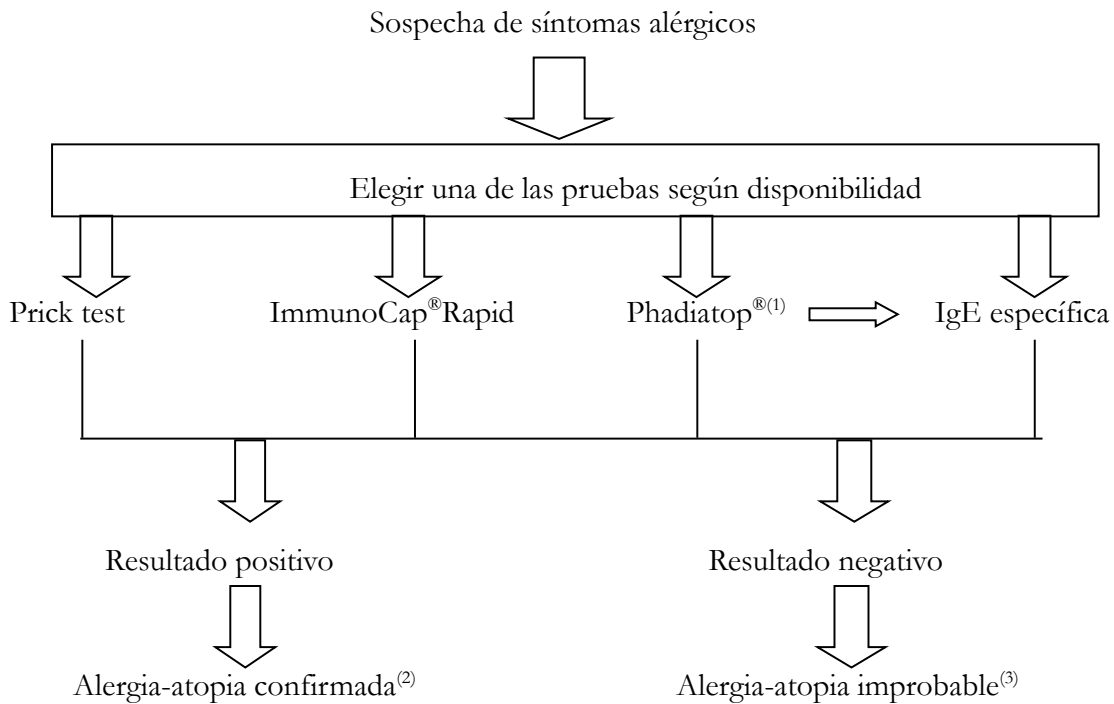 Sospecha de síntomas alérgicos
Elegir una de las pruebas según disponibilidad
Prick test
ImmunoCap®Rapid
Phadiatop®(1)
IgE específica
Resultado positivo
Resultado negativo
Alergia-atopia confirmada(2)
Alergia-atopia improbable(3)